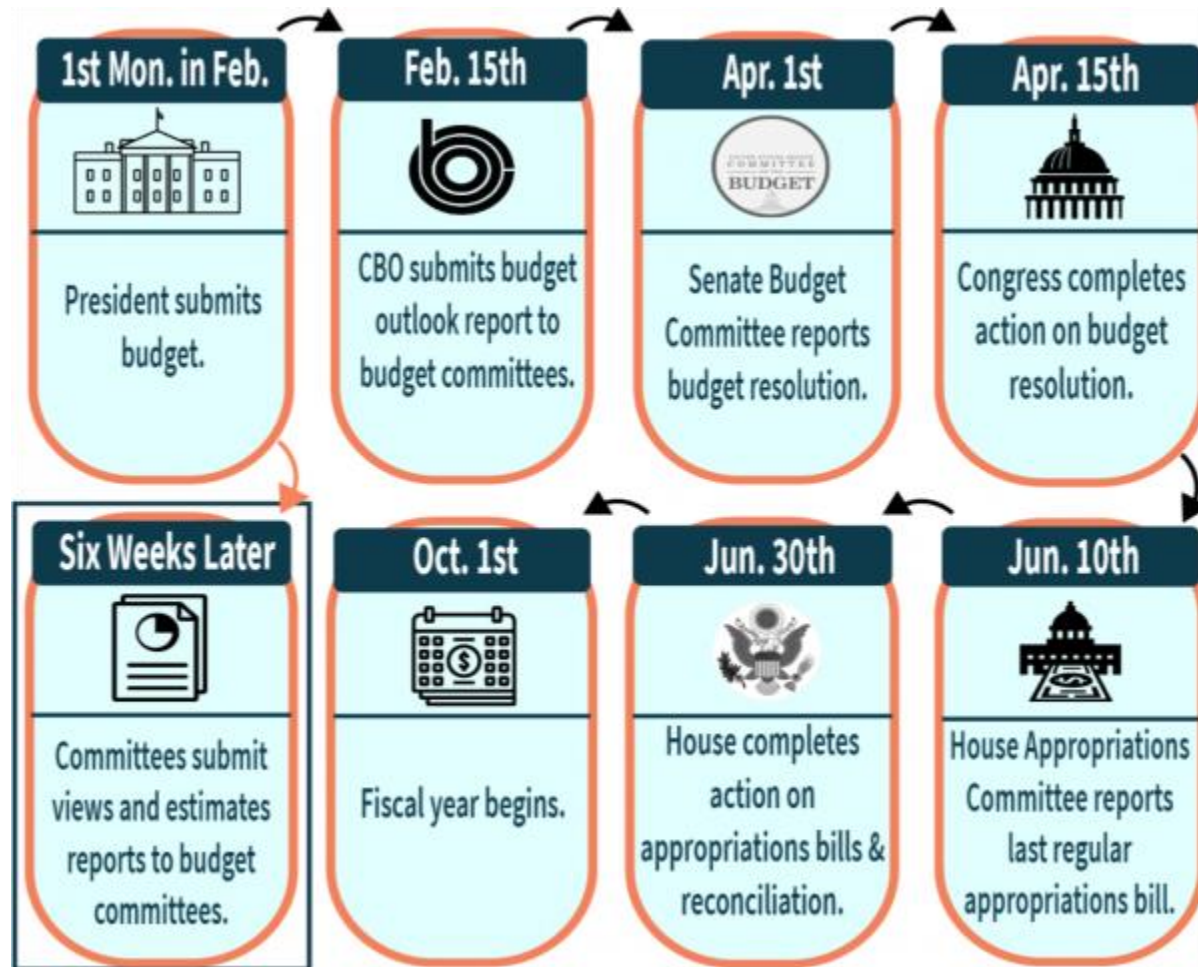 1st Mon. in Feb.
President submits
budget.
Feb. 15th
CBO submits budget
outlook report to
budget committees.
Apr. 1st
COMMITTEE
BUDGET
Senate Budget
Committee reports
budget resolution.
Apr. 15th
Congress completes
action on budget
resolution.
Jun. 10th
House Appropriations
Committee reports
last regular
appropriations bill.
Jun. 30th
House completes
action on
appropriations bills &
reconciliation.
Oct. 1st
$
Fiscal year begins.
Six Weeks Later
Committees submit
views and estimates
reports to budget
committees.